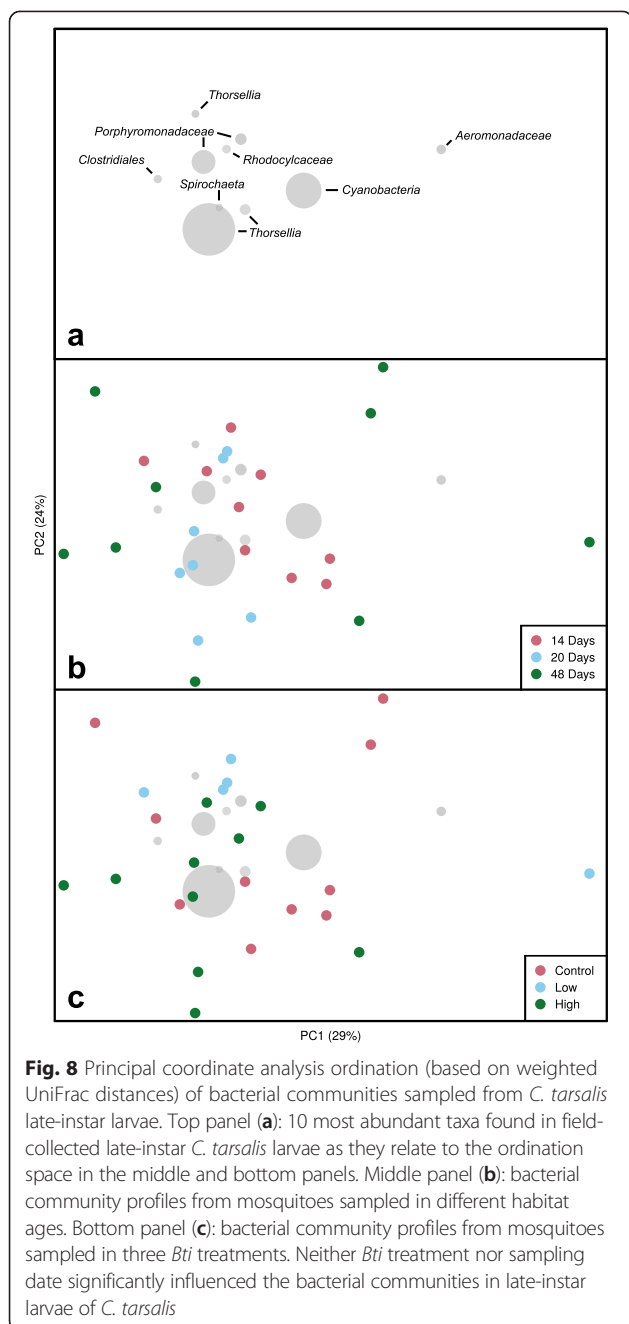 Thorsellia
Porphyromonadaceae
Aeromonadaceae
Clostridiales
Rhodocylcaceae
Spirochaeta
Cyanobacteria
Thorsellia
a
PC2 (24%)
14 Days
20 Days
48 Days
b
Control
Low
High
c
PC1 (29%)
Fig. 8 Principal coordinate analysis ordination (based on weighted
UniFrac distances) of bacterial communities sampled from C. tarsalis
late-instar larvae. Top panel (a): 10 most abundant taxa found in field-
collected late-instar C. tarsalis larvae as they relate to the ordination
space in the middle and bottom panels. Middle panel (b): bacterial
community profiles from mosquitoes sampled in different habitat
ages. Bottom panel (c): bacterial community profiles from mosquitoes
sampled in three Bti treatments. Neither Bti treatment nor sampling
date significantly influenced the bacterial communities in late-instar
larvae of C. tarsalis